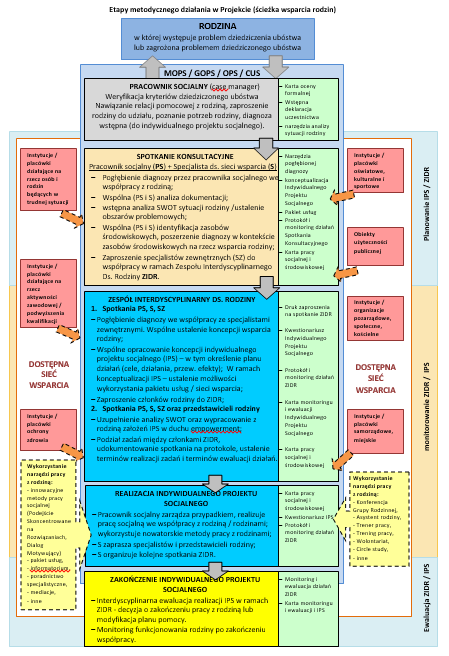 Etapy metodycznego działania w Projekcie (ścieżka wsparcia rodzin)
RODZINA
w której występuje problem dziedziczenia ubóstwa
lub zagrożona problemem dziedzicznego ubóstwa
MOPS / GOPS / OPS / CUS
PRACOWNIK SOCJALNY (case manager)
Weryfikacja kryteriów dziedzicznego ubóstwa
Nawiązanie relacji pomocowej z rodziną, zaproszenie
rodziny do udziału, poznanie potrzeb rodziny, diagnoza
wstępna (do indywidualnego projektu socjalnego).
- Karta oceny
formalnej
- Wstępna
deklaracja
uczestnictwa
- narzędzia analizy
sytuacji rodziny
SPOTKANIE KONSULTACYJNE
Pracownik socjalny (PS) + Specjalista ds. sieci wsparcia (S)
– Pogłębienie diagnozy przez pracownika socjalnego we
współpracy z rodziną;
– Wspólna (PS i S) analiza dokumentacji;
– wstępna analiza SWOT sytuacji rodziny /ustalenie
obszarów problemowych;
– Wspólna (PS i S) identyfikacja zasobów
środowiskowych, poszerzenie diagnozy w kontekście
zasobów środowiskowych na rzecz wsparcia rodziny;
– Zaproszenie specjalistów zewnętrznych (SZ) do
współpracy w ramach Zespołu Interdyscyplinarnego
Ds. Rodziny ZIDR.
- Narzędzia
pogłębionej
diagnozy
- konceptualizacja
Indywidualnego
Projektu
Socjalnego
- Pakiet usług
- Protokół i
monitoring działań
Spotkania
Konsultacyjnego
- Karta pracy
socjalnej i
środowiskowej
ZESPÓŁ INTERDYSCYPLINARNY DS. RODZINY
1. Spotkania PS, S, SZ
– Pogłębienie diagnozy we współpracy ze specjalistami
zewnętrznymi. Wspólne ustalenie koncepcji wsparcia
rodziny;
– Wspólne opracowanie koncepcji indywidualnego
projektu socjalnego (IPS) – w tym określenie planu
działań (cele, działania, przew. efekty); W ramach
konceptualizacji IPS – ustalenie możliwości
wykorzystania pakietu usług / sieci wsparcia;
– Zaproszenie członków rodziny do ZIDR;
2. Spotkania PS, S, SZ oraz przedstawicieli rodziny
– Uzupełnienie analizy SWOT oraz wypracowanie z
rodziną założeń IPS w duchu empowerment;
– Podział zadań między członkami ZIDR,
udokumentowanie spotkania na protokole, ustalenie
terminów realizacji zadań i terminów ewaluacji działań.
- Druk zaproszenia
na spotkanie ZIDR
- Kwestionariusz
Indywidualnego
Projektu
Socjalnego
- Protokół i
monitoring działań
ZIDR
- Karta monitoringu
i ewaluacji
Indywidualnego
Projektu
Socjalnego
- Karta pracy
socjalnej i
środowiskowej
REALIZACJA INDYWIDUALNEGO PROJEKTU
SOCJALNEGO
– Pracownik socjalny zarządza przypadkiem, realizuje
pracę socjalną we współpracy z rodziną / rodzinami;
wykorzystuje nowatorskie metody pracy z rodzinami;
– S zaprasza specjalistów i przedstawicieli rodziny;
– S organizuje kolejne spotkania ZIDR.
- Karta pracy
socjalnej i
środowiskowej
- Kwestionariusz IPS
- Protokół i
monitoring działań
ZIDR
ZAKOŃCZENIE INDYWIDUALNEGO PROJEKTU
SOCJALNEGO
– interdyscyplinarna ewaluacja realizacji IPS w ramach
ZIDR - decyzja o zakończeniu pracy z rodziną lub
modyfikacja planu pomocy.
– Monitoring funkcjonowania rodziny po zakończeniu
współpracy.
- Monitoring i
ewaluacja działań
ZIDR
- Karta monitoringu
i ewaluacji i IPS
Instytucje /
placówki
działające na
rzecz osób i
rodzin
będących w
trudnej sytuacji
Instytucje /
placówki
działające na
rzecz
aktywności
zawodowej /
podwyższenia
kwalifikacji
DOSTĘPNA
SIEĆ
WSPARCIA
Instytucje /
placówki
ochrony
zdrowia
Wykorzystanie
narzędzi pracy
z rodziną:
- innowacyjne
metody pracy
socjalnej
(Podejście
Skoncentrowane
na
Rozwiązaniach,
Dialog
Motywujący)
- pakiet usług,
- poradnictwo
specjalistyczne,
- mediacje,
- inne
Instytucje /
placówki
oświatowe,
kulturalne i
sportowe
Obiekty
użyteczności
publicznej
Instytucje /
organizacje
pozarządowe,
społeczne,
kościelne
DOSTĘPNA
SIEĆ
WSPARCIA
Instytucje /
placówki
samorządowe,
miejskie
Wykorzystanie
narzędzi pracy
z rodziną:
- Konferencja
Grupy Rodzinnej,
- Asystent rodziny,
- Trener pracy,
- Trening pracy,
- Wolontariat,
- Circle study,
- inne
Planowanie IPS / ZIDR
monitorowanie ZIDR / IPS
Ewaluacja ZIDR / IPS